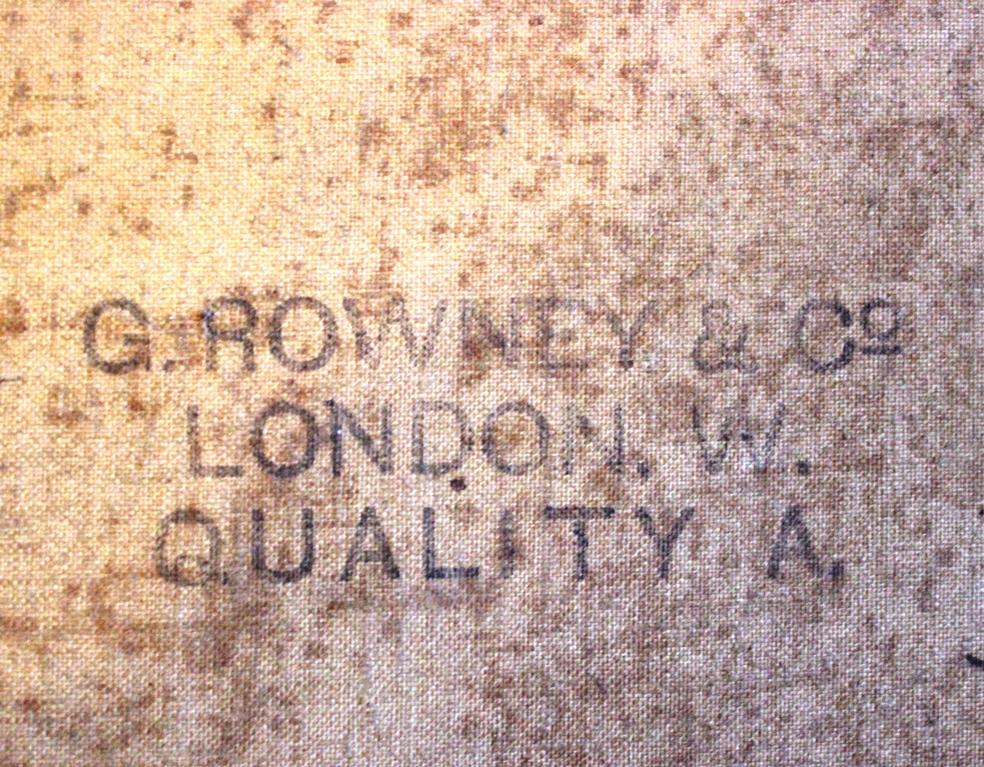 G. ROWNEY & Cº
LONDON. W.
QUALITY A.